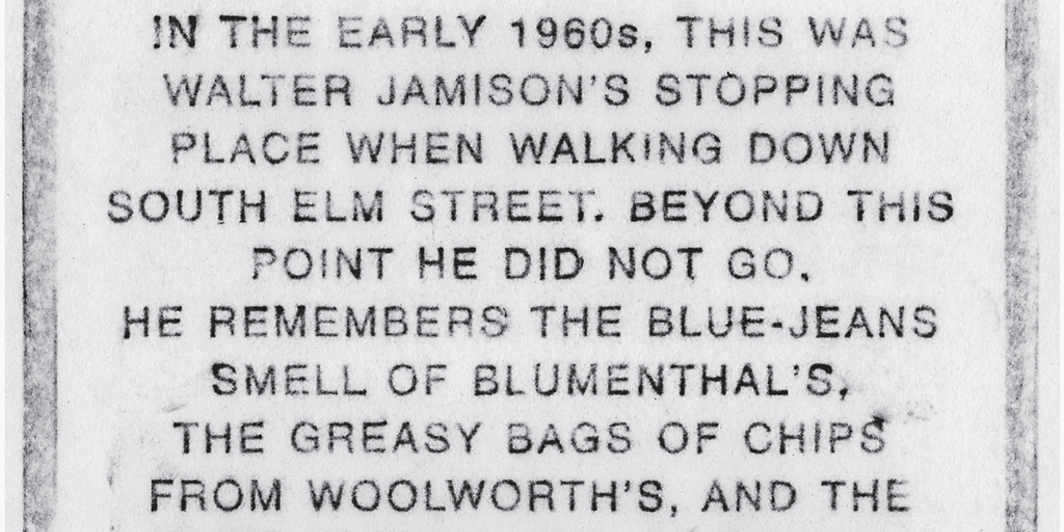 IN THE EARLY 1960s, THIS WAS
WALTER JAMISON'S STOPPING
PLACE WHEN WALKING DOWN
SOUTH ELM STREET. BEYOND THIS
POINT HE DID NOT GO.
HE REMEMBERS THE BLUE-JEANS
SMELL OF BLUMENTHAL'S,
THE GREASY BAGS OF CHIPS
FROM WOOLWORTH'S, AND THE